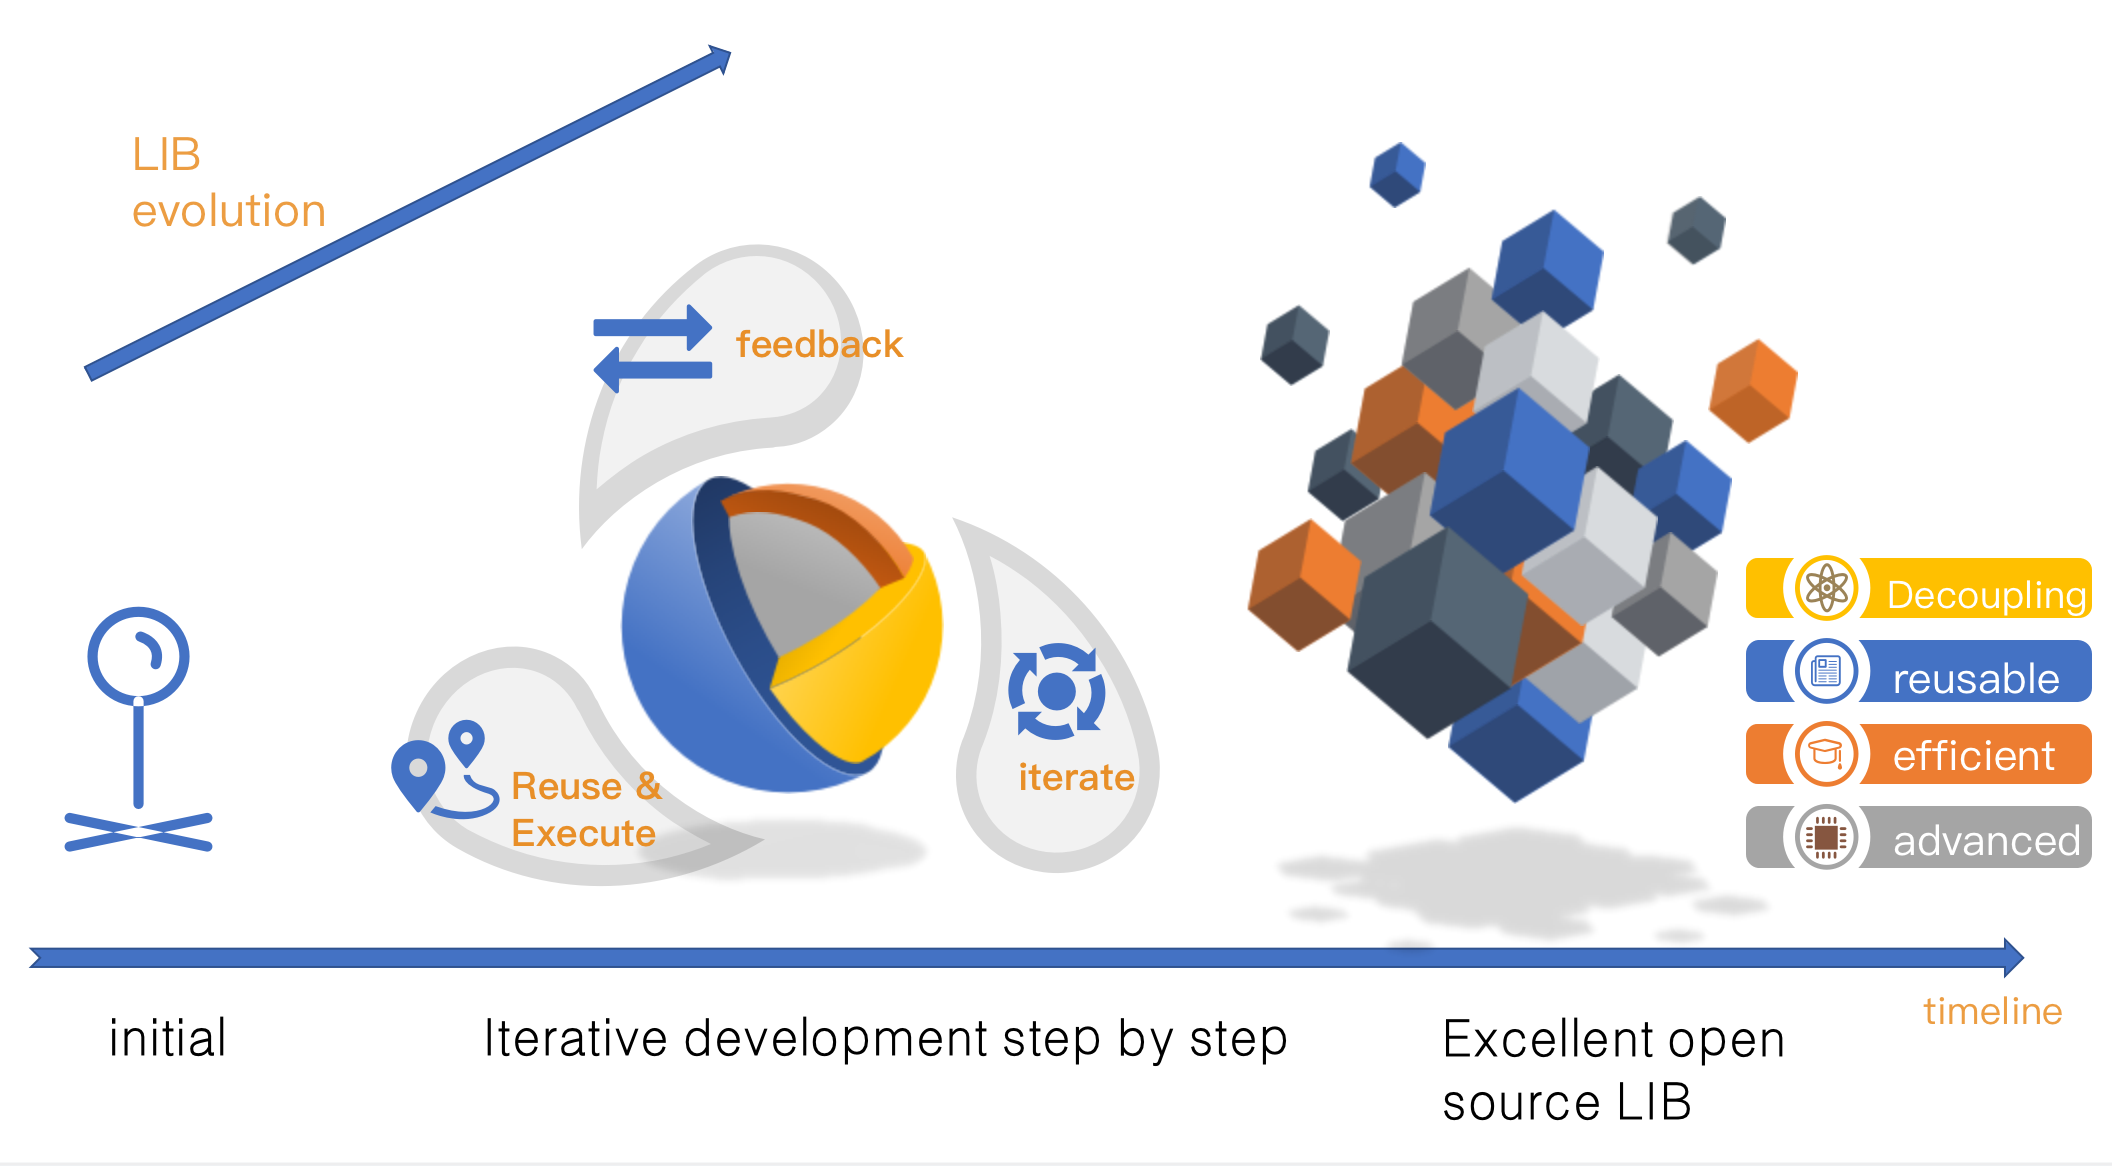 LIB
evolution
feedback
Reuse &
Execute
iterate
Decoupling
reusable
efficient
advanced
timeline
initial
Iterative development step by step
Excellent open
source LIB